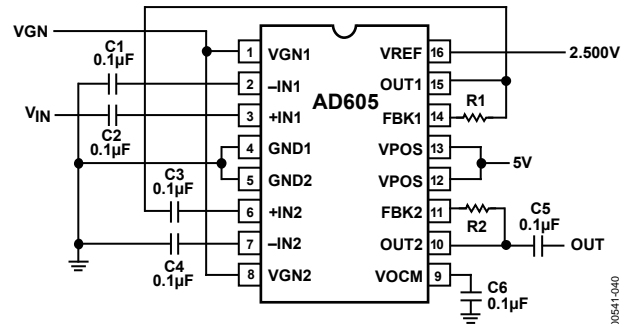 VGN
C1
0.1µF
VIN
C2
0.1µF
C3
0.1µF
C4
0.1µF
AD605
1 VGN1
2 –IN1
3 +IN1
4 GND1
5 GND2
6 +IN2
7 –IN2
8 VGN2
VREF 16
OUT1 15
FBK1 14
VPOS 13
VPOS 12
FBK2 11
OUT2 10
VOCM 9
2.500V
R1
5V
R2
C5
0.1µF
OUT
C6
0.1µF
00541-040